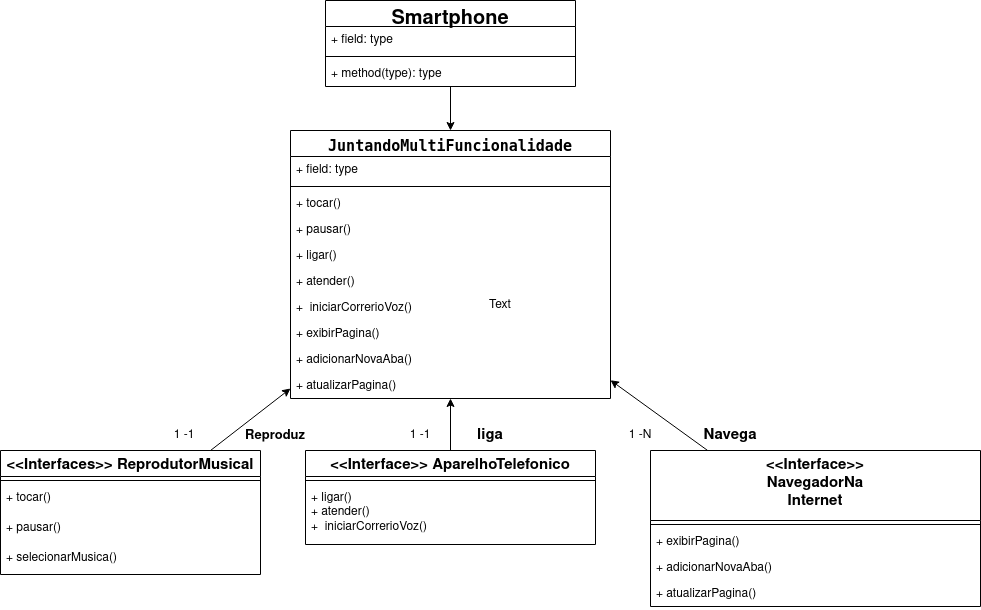 Smartphone
+ field: type
+ method(type): type
JuntandoMultiFuncionalidade
+ field: type
+ tocar()
+ pausar()
+ ligar()
+ atender()
+ iniciarCorrerioVoz()
Text
+ exibirPagina()
+ adicionarNovaAba()
+ atualizarPagina()
1 -1
Reproduz
1 -1
liga
1 -N
Navega
<<Interfaces>> ReprodutorMusical
+ tocar()
+ pausar()
+ selecionarMusica()
<<Interface>> AparelhoTelefonico
+ ligar()
+ atender()
+ iniciarCorrerioVoz()
<<Interface>>
NavegadorNa
Internet
+ exibirPagina()
+ adicionarNovaAba()
+ atualizarPagina()